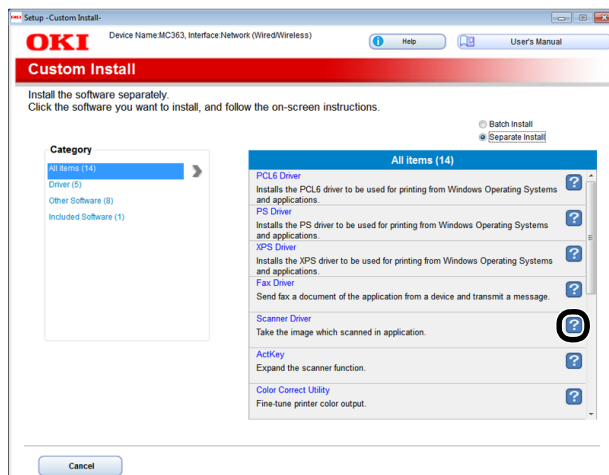 OKI Setup -Custom Install-
OKI
Device Name:MC363, Interface:Network (Wired/Wireless)
Help
User's Manual
Custom Install
Install the software separately.
Click the software you want to install, and follow the on-screen instructions.
Batch Install
Separate Install
Category
All items (14)
Driver (5)
Other Software (8)
Included Software (1)
All items (14)
PCL6 Driver
Installs the PCL6 driver to be used for printing from Windows Operating Systems
and applications.
PS Driver
Installs the PS driver to be used for printing from Windows Operating Systems
and applications.
XPS Driver
Installs the XPS driver to be used for printing from Windows Operating Systems
and applications.
Fax Driver
Send fax a document of the application from a device and transmit a message.
Scanner Driver
Take the image which scanned in application.
ActKey
Expand the scanner function.
Color Correct Utility
Fine-tune printer color output.
Cancel